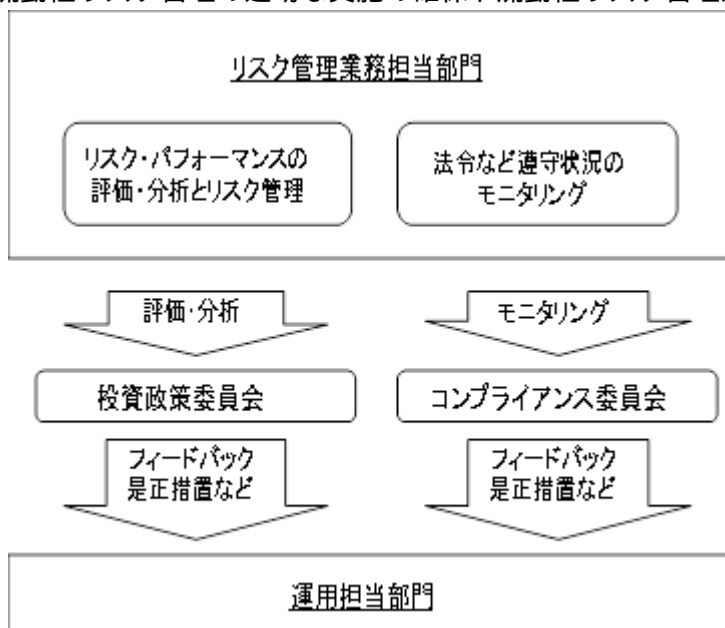 リスク管理業務担当部門
リスク・パフォーマンスの
評価・分析とリスク管理
法令など遵守状況の
モニタリング
評価・分析
モニタリング
投資政策委員会
コンプライアンス委員会
フィードバック
是正措置など
フィードバック
是正措置など
運用担当部門